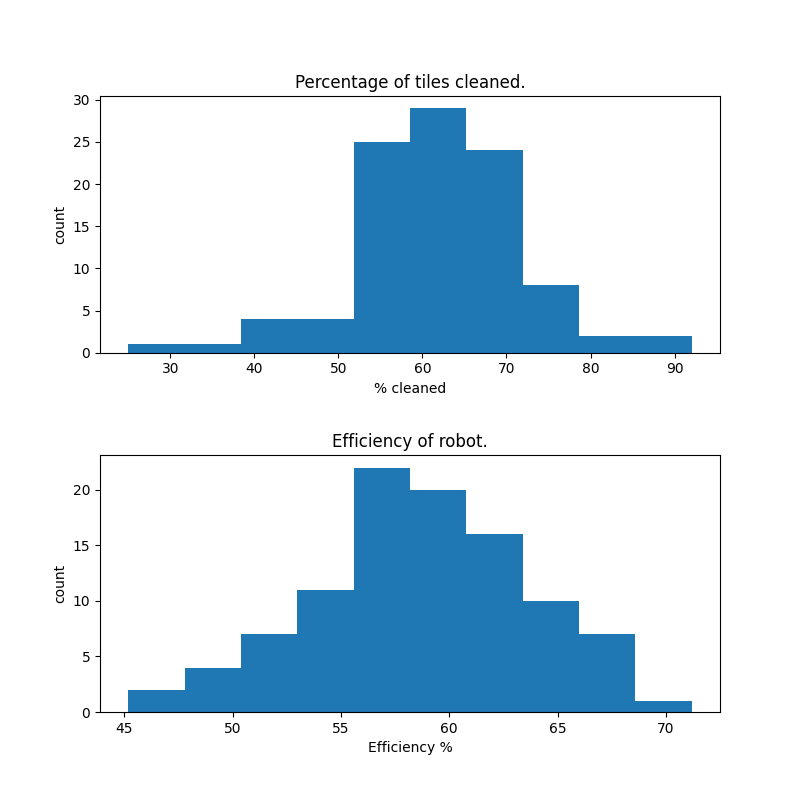 Percentage of tiles cleaned.
30
25
20
15
10
5
0
count
30 40 50 60 70 80 90
% cleaned
Efficiency of robot.
20
15
10
5
0
count
45 50 55 60 65 70
Efficiency %